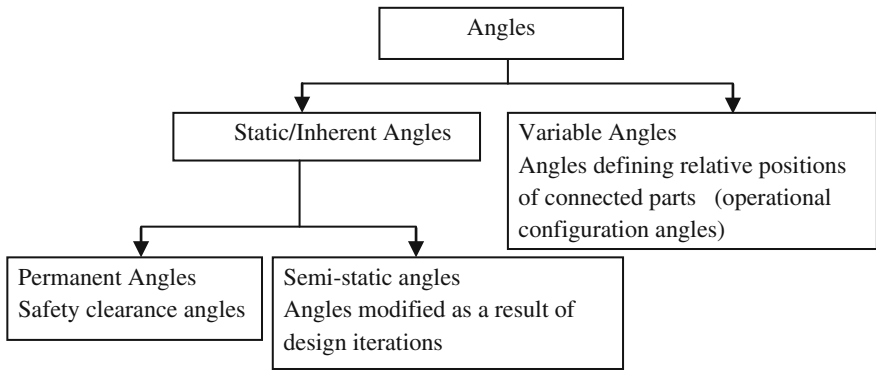 Angles
Static/Inherent Angles
Variable Angles
Angles defining relative positions
of connected parts (operational
configuration angles)
Permanent Angles
Safety clearance angles
Semi-static angles
Angles modified as a result of
design iterations